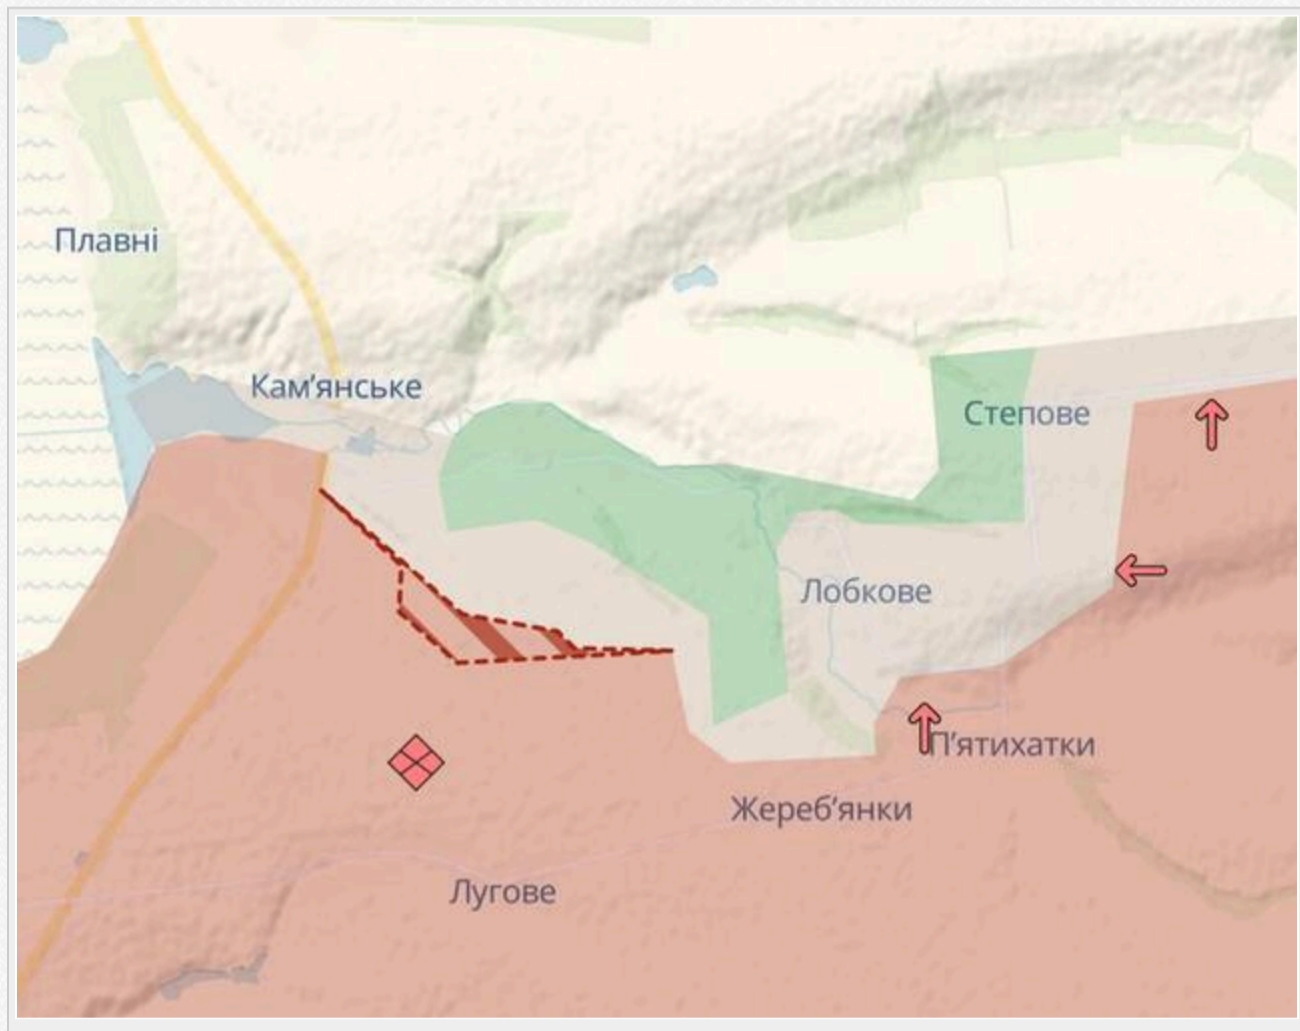 Плавні
Кам’янське
Степове
Лобкове
П’ятихатки
Жереб’янки
Лугове